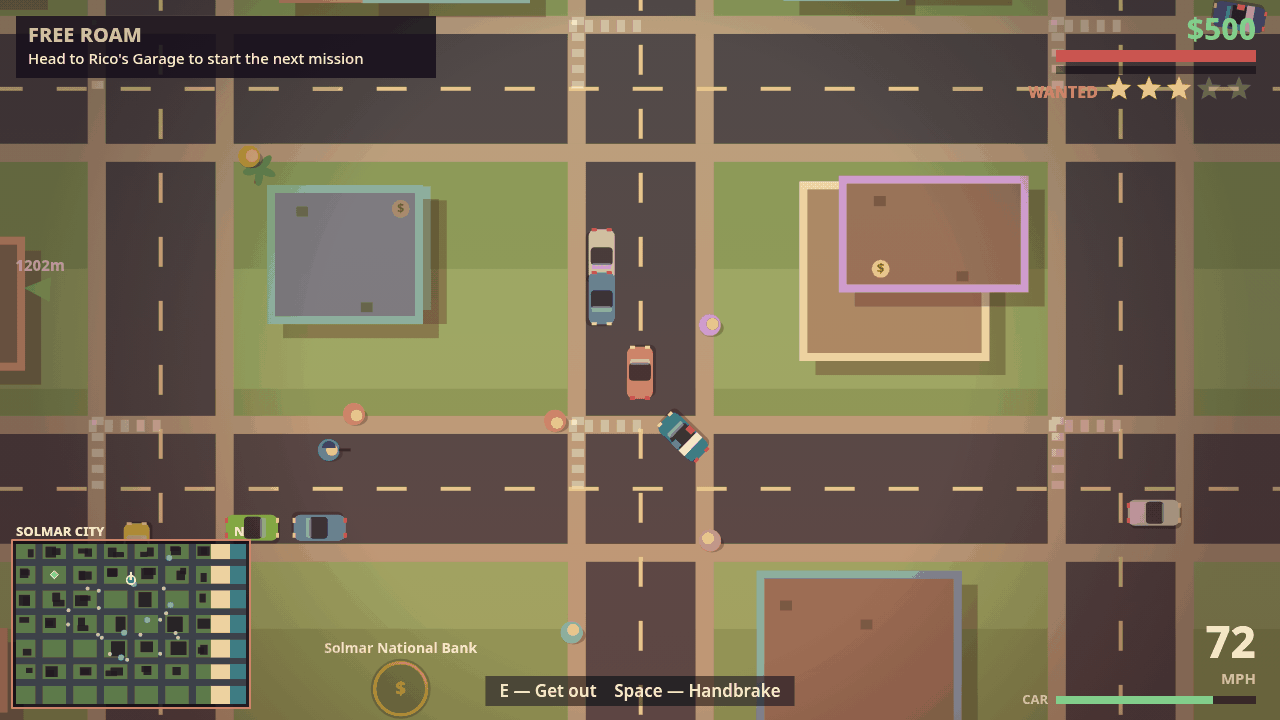 FREE ROAM
Head to Rico's Garage to start the next mission
$500
WANTED
1202m
$
$
SOLMAR CITY
N
Solmar National Bank
$
E — Get out Space — Handbrake
72
MPH
CAR